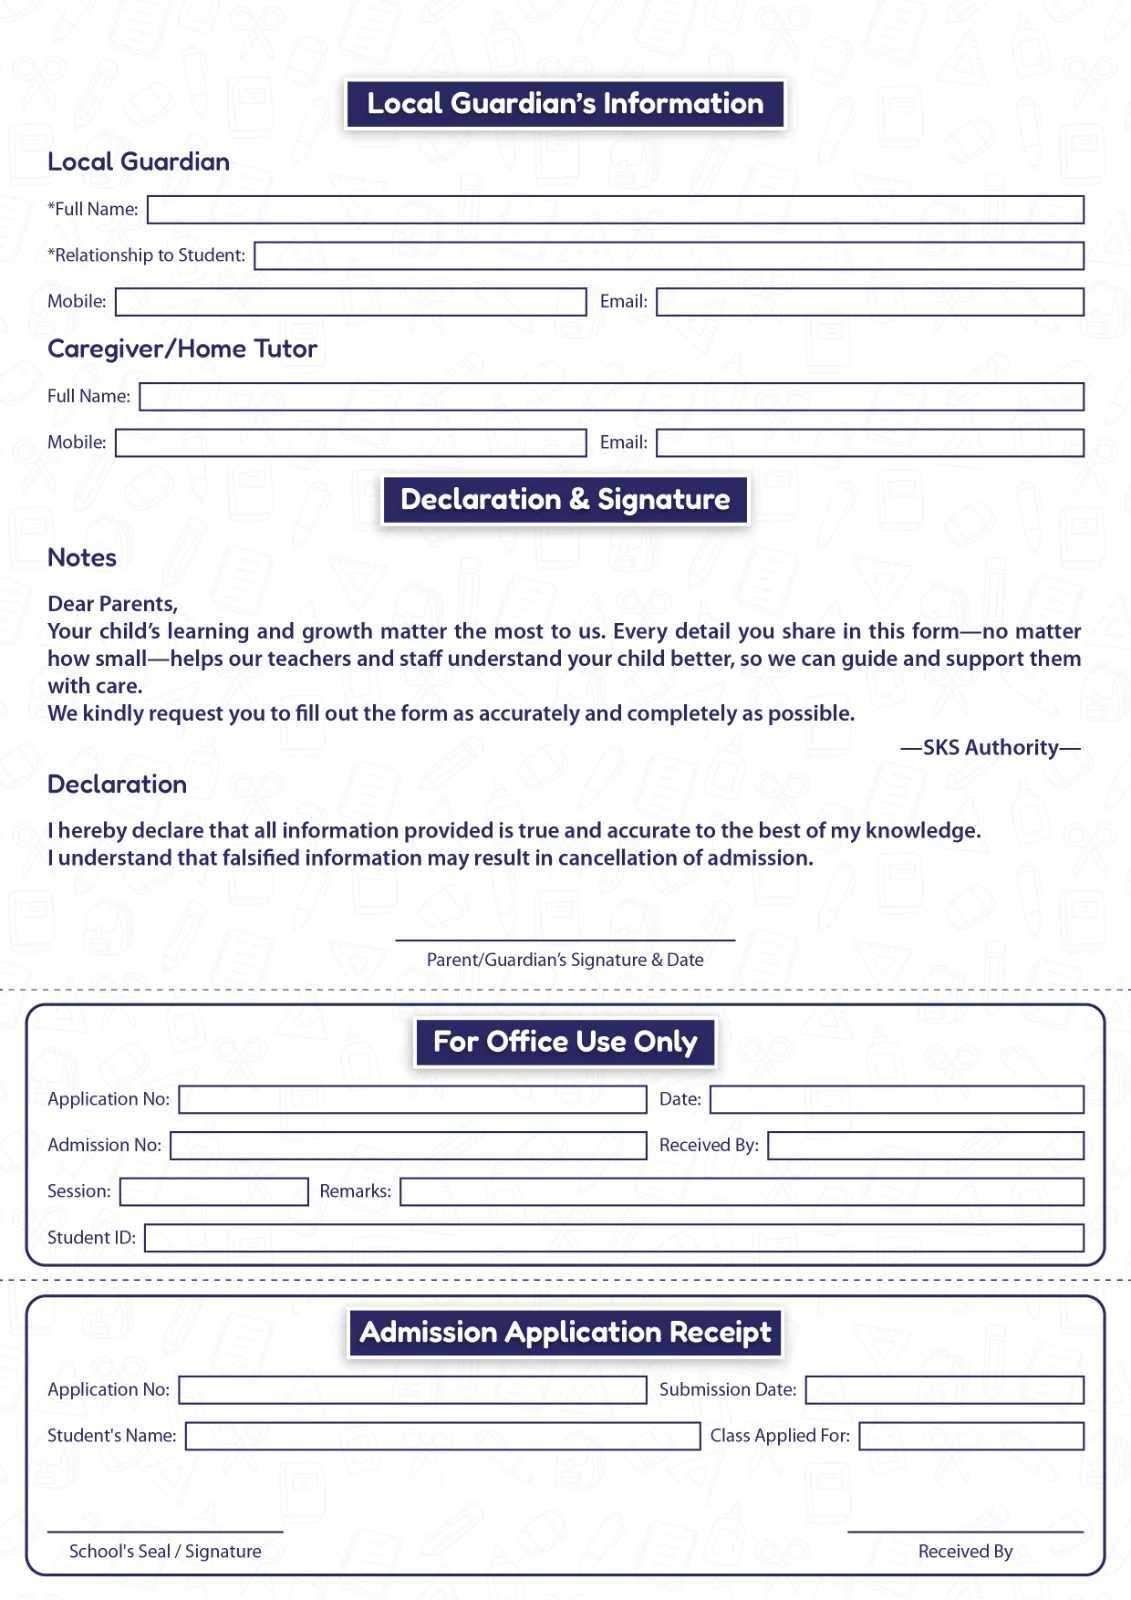 Local Guardian’s Information
Local Guardian
*Full Name:
*Relationship to Student:
Mobile: Email:
Caregiver/Home Tutor
Full Name:
Mobile: Email:
Declaration & Signature
Notes
Dear Parents,
Your child’s learning and growth matter the most to us. Every detail you share in this form—no matter
how small—helps our teachers and staff understand your child better, so we can guide and support them
with care.
We kindly request you to fill out the form as accurately and completely as possible.
—SKS Authority—
Declaration
I hereby declare that all information provided is true and accurate to the best of my knowledge.
I understand that falsified information may result in cancellation of admission.
Parent/Guardian’s Signature & Date
For Office Use Only
Application No: Date:
Admission No: Received By:
Session: Remarks:
Student ID:
Admission Application Receipt
Application No: Submission Date:
Student's Name: Class Applied For:
School's Seal / Signature Received By